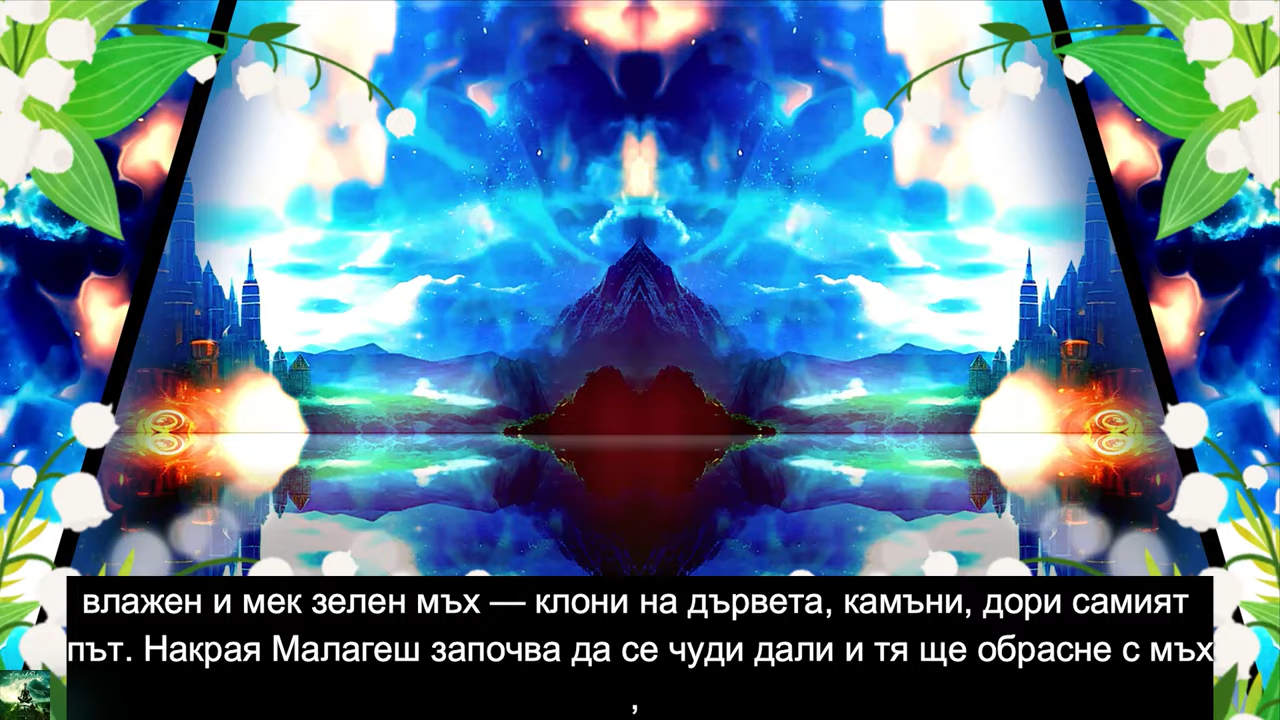 влажен и мек зелен мъх — клони на дървета, камъни, дори самият
път. Накрая Малагеш започва да се чуди дали и тя ще обрасне с мъх
,